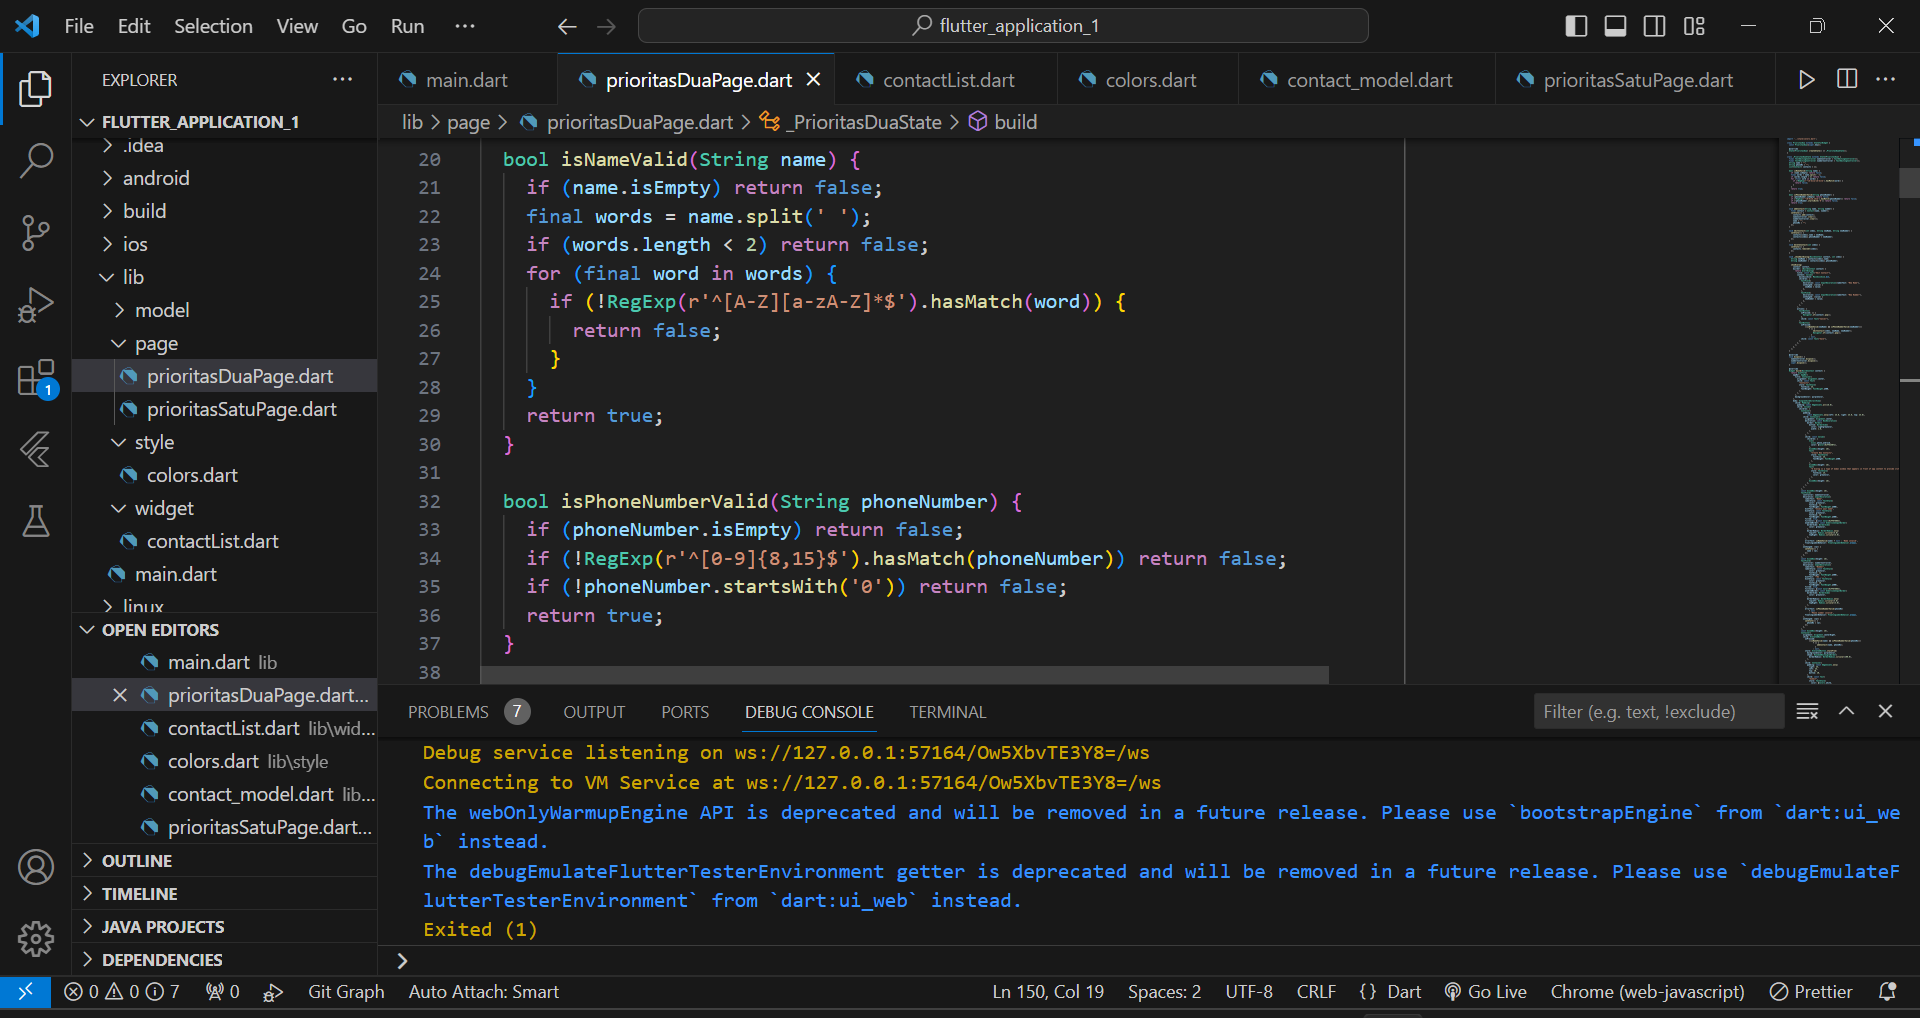 File Edit Selection View Go Run ···
flutter_application_1
EXPLORER ···
FLUTTER_APPLICATION_1
.idea
android
build
ios
lib
model
page
prioritasDuaPage.dart
prioritasSatuPage.dart
style
colors.dart
widget
contactList.dart
main.dart
linux
OPEN EDITORS
main.dart lib
prioritasDuaPage.dart...
contactList.dart lib\wid...
colors.dart lib\style
contact_model.dart lib...
prioritasSatuPage.dart...
OUTLINE
TIMELINE
JAVA PROJECTS
DEPENDENCIES
1
main.dart prioritasDuaPage.dart contactList.dart colors.dart contact_model.dart prioritasSatuPage.dart
lib > page > prioritasDuaPage.dart > _PrioritasDuaState > build
20 bool isNameValid(String name) {
21 if (name.isEmpty) return false;
22 final words = name.split(' ');
23 if (words.length < 2) return false;
24 for (final word in words) {
25 if (!RegExp(r'^[A-Z][a-zA-Z]*$').hasMatch(word)) {
26 return false;
27 }
28 }
29 return true;
30 }
31
32 bool isPhoneNumberValid(String phoneNumber) {
33 if (phoneNumber.isEmpty) return false;
34 if (!RegExp(r'^[0-9]{8,15}$').hasMatch(phoneNumber)) return false;
35 if (!phoneNumber.startsWith('0')) return false;
36 return true;
37 }
38
PROBLEMS 7 OUTPUT PORTS DEBUG CONSOLE TERMINAL Filter (e.g. text, !exclude)
Debug service listening on ws://127.0.0.1:57164/Ow5XbvTE3Y8=/ws
Connecting to VM Service at ws://127.0.0.1:57164/Ow5XbvTE3Y8=/ws
The webOnlyWarmupEngine API is deprecated and will be removed in a future release. Please use `bootstrapEngine` from `dart:ui_we
b` instead.
The debugEmulateFlutterTesterEnvironment getter is deprecated and will be removed in a future release. Please use `debugEmulateF
lutterTesterEnvironment` from `dart:ui_web` instead.
Exited (1)
>
0 0 7 0 Git Graph Auto Attach: Smart Ln 150, Col 19 Spaces: 2 UTF-8 CRLF {} Dart Go Live Chrome (web-javascript) Prettier